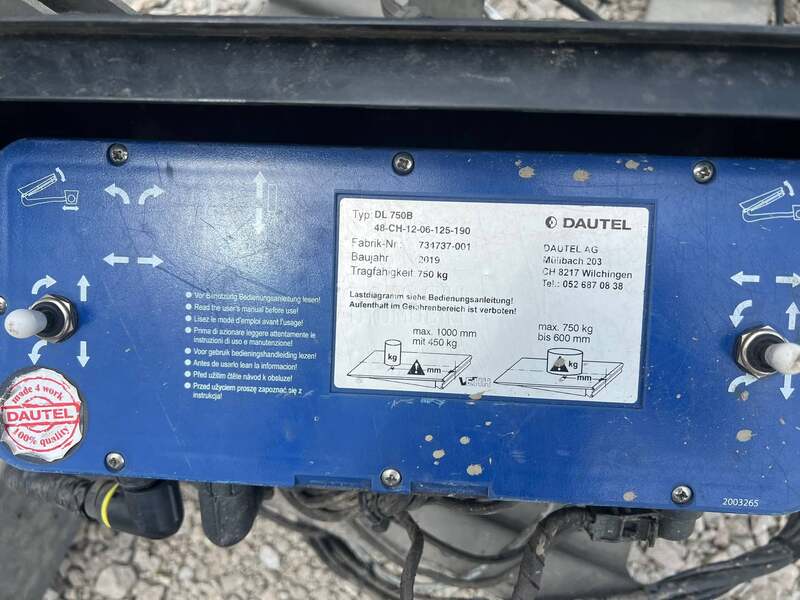 Typ: DL 750B
48-CH-12-06-125-190
Fabrik-Nr.: 731737-001
Baujahr 2019
Tragfähigkeit 750 kg
DAUTEL
DAUTEL AG
Mülibach 203
CH 8217 Wilchingen
Tel.: 052 687 08 38
Lastdiagramm siehe Bedienungsanleitung!
Aufenthalt im Gefahrenbereich ist verboten!
max. 1000 mm
mit 450 kg
kg
mm
max. 750 kg
bis 600 mm
kg
mm
● Vor Benützung Bedienungsanleitung lesen!
● Read the user's manual before use!
● Lisez le mode d'emploi avant l'usage!
● Prima di azionare leggere attentamente le
istruzioni di uso e manutenzione!
● Voor gebruik bedieningshandleiding lezen!
● Antes de usarlo lean la informacion!
● Před užitím čtěte návod k obsluze!
● Przed użyciem proszę zapoznać się z
instrukcja!
made 4 work
DAUTEL
100% quality
2003265